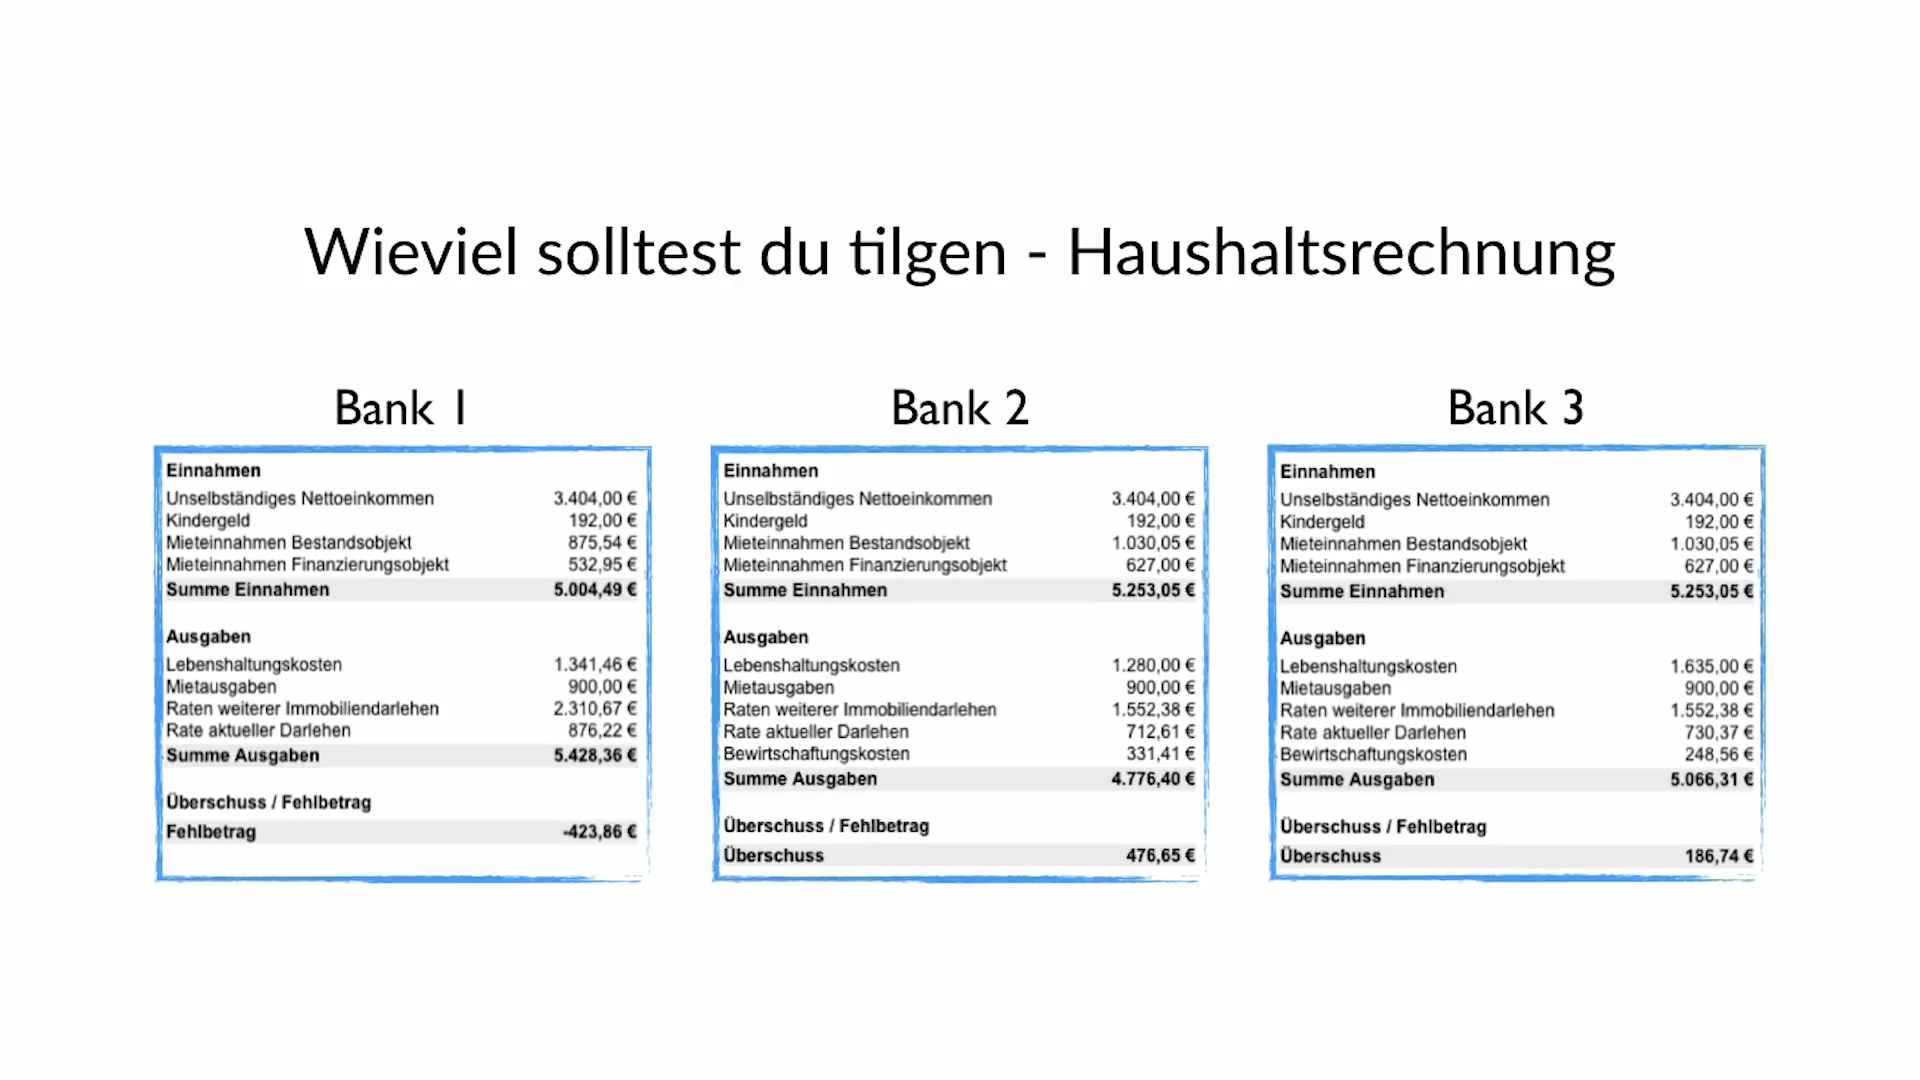 Wieviel solltest du tilgen - Haushaltsrechnung
Bank 1
Einnahmen
Unselbständiges Nettoeinkommen 3.404,00 €
Kindergeld 192,00 €
Mieteinnahmen Bestandsobjekt 875,54 €
Mieteinnahmen Finanzierungsobjekt 532,95 €
Summe Einnahmen 5.004,49 €
Ausgaben
Lebenshaltungskosten 1.341,46 €
Mietausgaben 900,00 €
Raten weiterer Immobiliendarlehen 2.310,67 €
Rate aktueller Darlehen 876,22 €
Summe Ausgaben 5.428,36 €
Überschuss / Fehlbetrag
Fehlbetrag -423,86 €
Bank 2
Einnahmen
Unselbständiges Nettoeinkommen 3.404,00 €
Kindergeld 192,00 €
Mieteinnahmen Bestandsobjekt 1.030,05 €
Mieteinnahmen Finanzierungsobjekt 627,00 €
Summe Einnahmen 5.253,05 €
Ausgaben
Lebenshaltungskosten 1.280,00 €
Mietausgaben 900,00 €
Raten weiterer Immobiliendarlehen 1.552,38 €
Rate aktueller Darlehen 712,61 €
Bewirtschaftungskosten 331,41 €
Summe Ausgaben 4.776,40 €
Überschuss / Fehlbetrag
Überschuss 476,65 €
Bank 3
Einnahmen
Unselbständiges Nettoeinkommen 3.404,00 €
Kindergeld 192,00 €
Mieteinnahmen Bestandsobjekt 1.030,05 €
Mieteinnahmen Finanzierungsobjekt 627,00 €
Summe Einnahmen 5.253,05 €
Ausgaben
Lebenshaltungskosten 1.635,00 €
Mietausgaben 900,00 €
Raten weiterer Immobiliendarlehen 1.552,38 €
Rate aktueller Darlehen 730,37 €
Bewirtschaftungskosten 248,56 €
Summe Ausgaben 5.066,31 €
Überschuss / Fehlbetrag
Überschuss 186,74 €